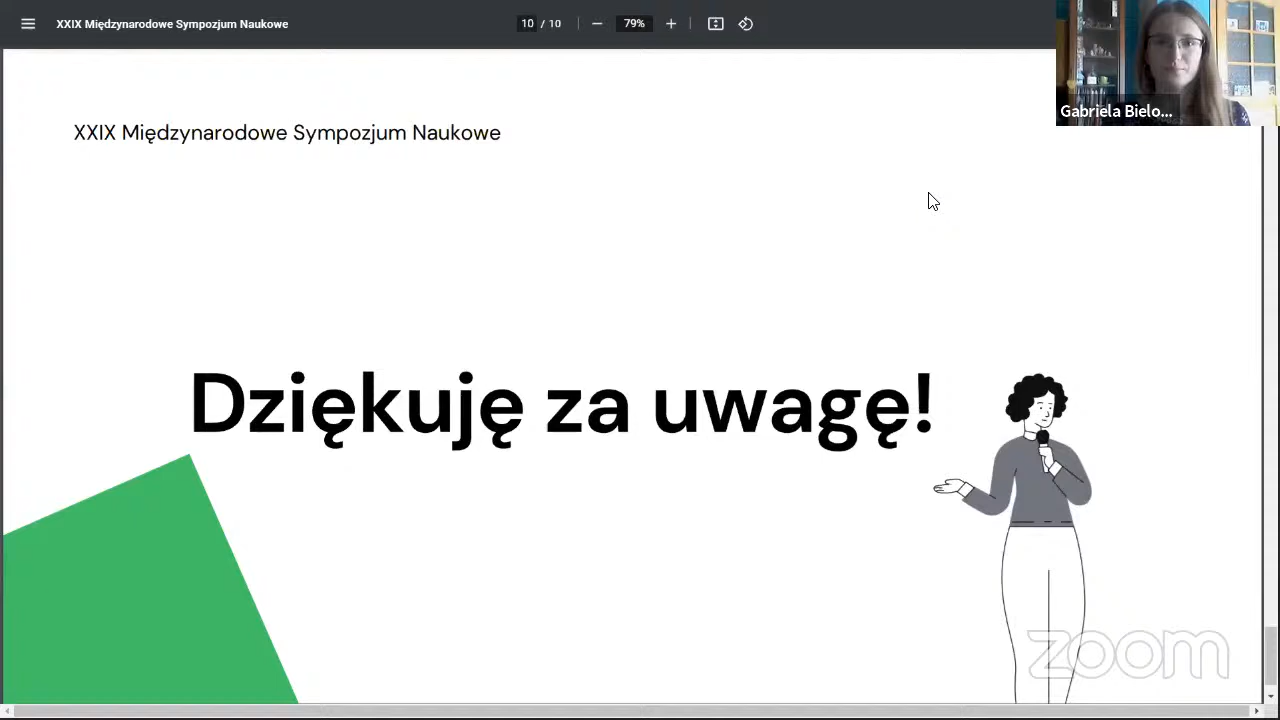 XXIX Międzynarodowe Sympozjum Naukowe
10 / 10
79%
Gabriela Bielo...
XXIX Międzynarodowe Sympozjum Naukowe
Dziękuję za uwagę!
zoom